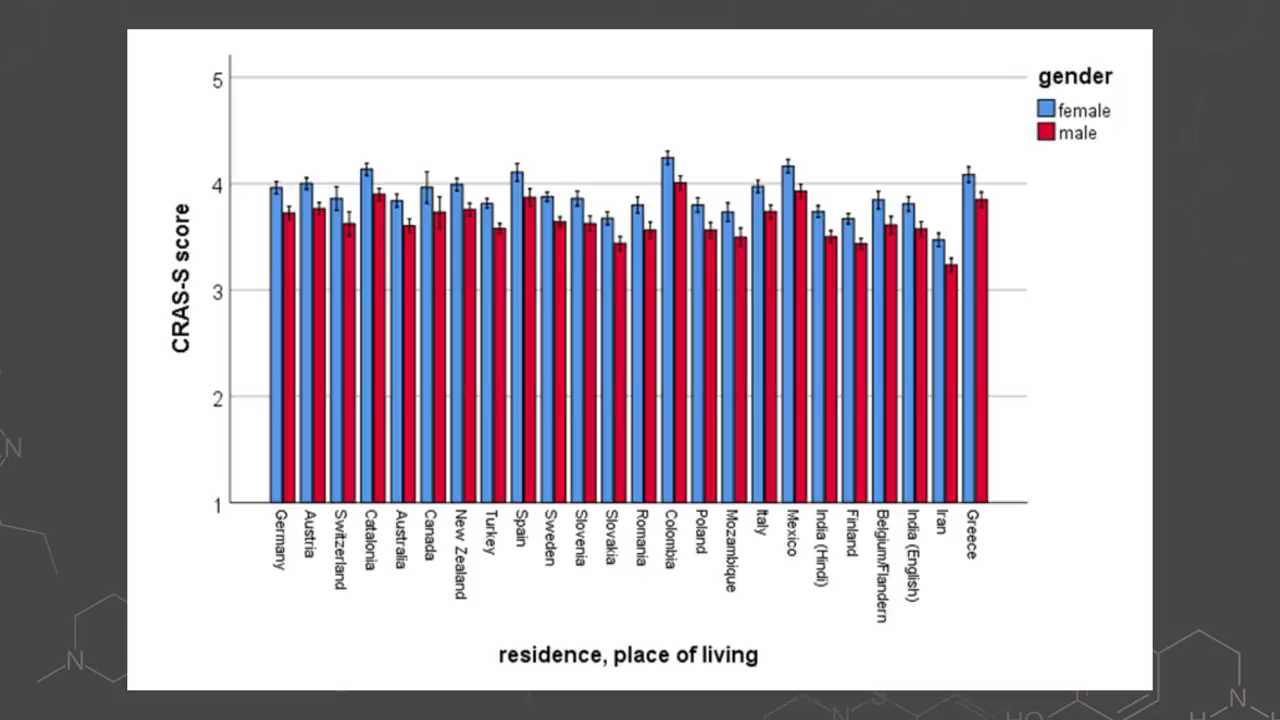 gender
female
male
5
4
3
2
1
CRAS-S score
Germany
Austria
Switzerland
Catalonia
Australia
Canada
New Zealand
Turkey
Spain
Sweden
Slovenia
Slovakia
Romania
Colombia
Poland
Mozambique
Italy
Mexico
India (Hindi)
Finland
Belgium/Flandern
India (English)
Iran
Greece
residence, place of living
N
N
N
S
HO
N
H